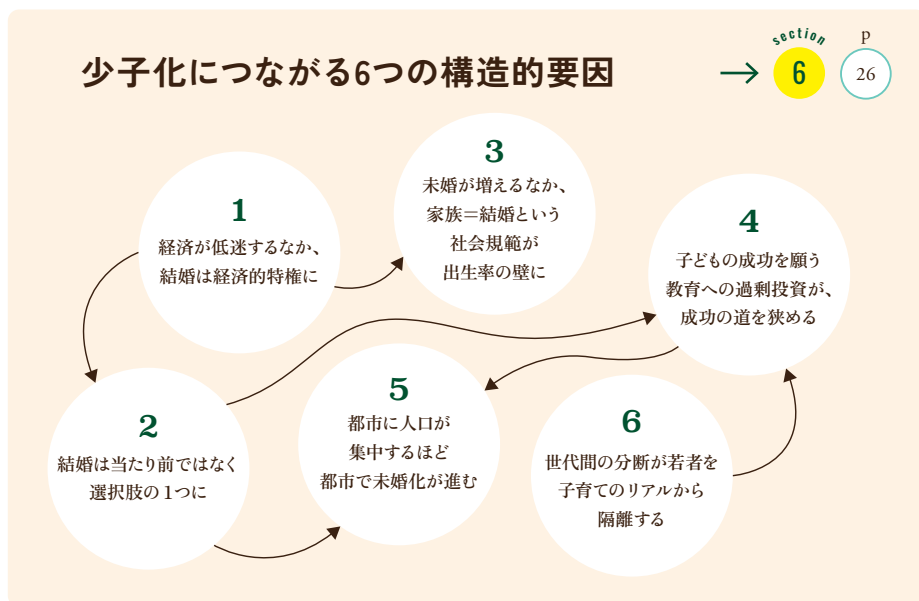 少子化につながる6つの構造的要因
section
6
p
26
1
経済が低迷するなか、
結婚は経済的特権に
2
結婚は当たり前ではなく
選択肢の1つに
3
未婚が増えるなか、
家族＝結婚という
社会規範が
出生率の壁に
4
子どもの成功を願う
教育への過剰投資が、
成功の道を狭める
5
都市に人口が
集中するほど
都市で未婚化が進む
6
世代間の分断が若者を
子育てのリアルから
隔離する